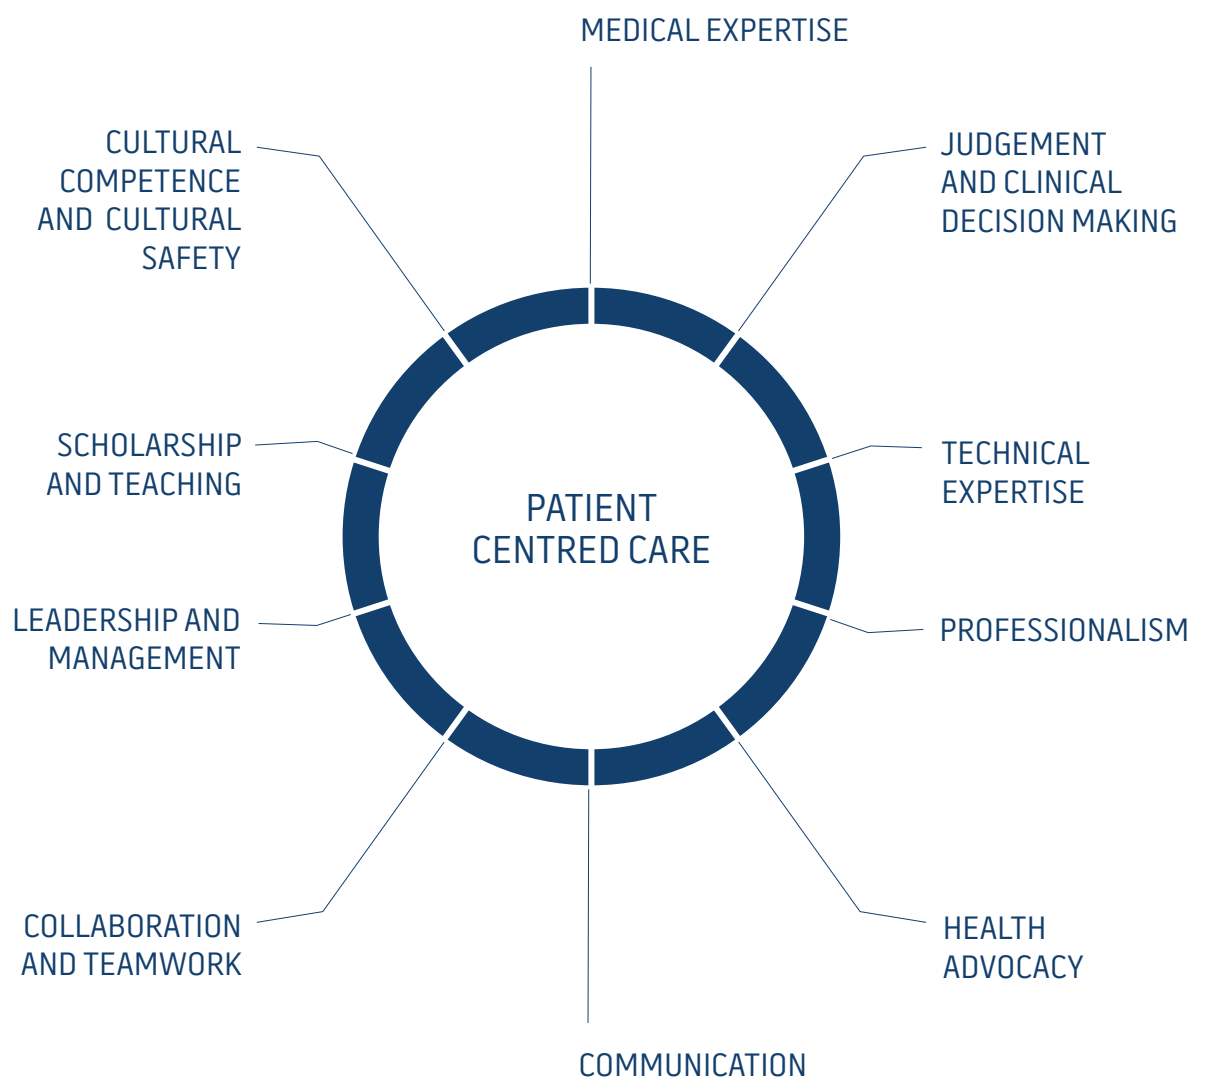 MEDICAL EXPERTISE
JUDGEMENT
AND CLINICAL
DECISION MAKING
TECHNICAL
EXPERTISE
PROFESSIONALISM
HEALTH
ADVOCACY
COMMUNICATION
COLLABORATION
AND TEAMWORK
LEADERSHIP AND
MANAGEMENT
SCHOLARSHIP
AND TEACHING
CULTURAL
COMPETENCE
AND CULTURAL
SAFETY
PATIENT
CENTRED CARE